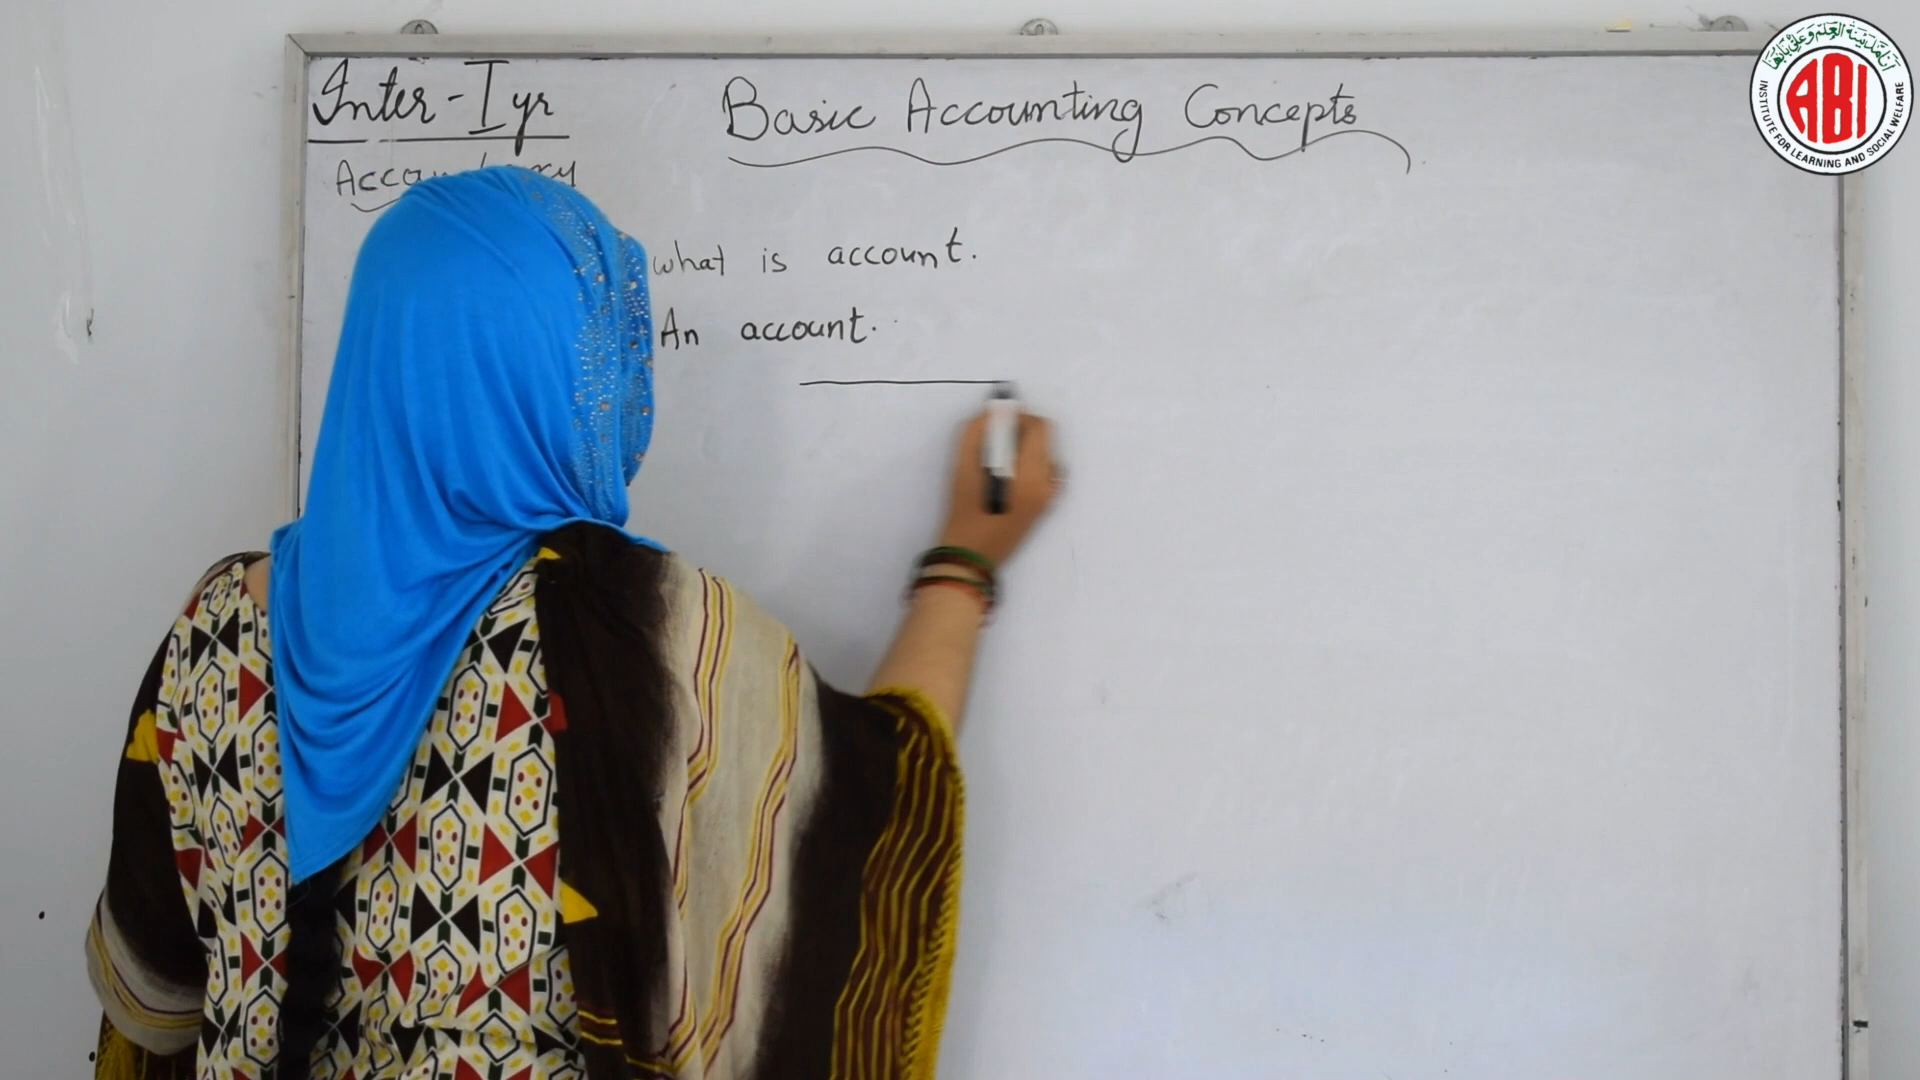 Inter - I yr
Basic Accounting Concepts
what is account.
An account.
ABI
INSTITUTE FOR LEARNING AND SOCIAL WELFARE